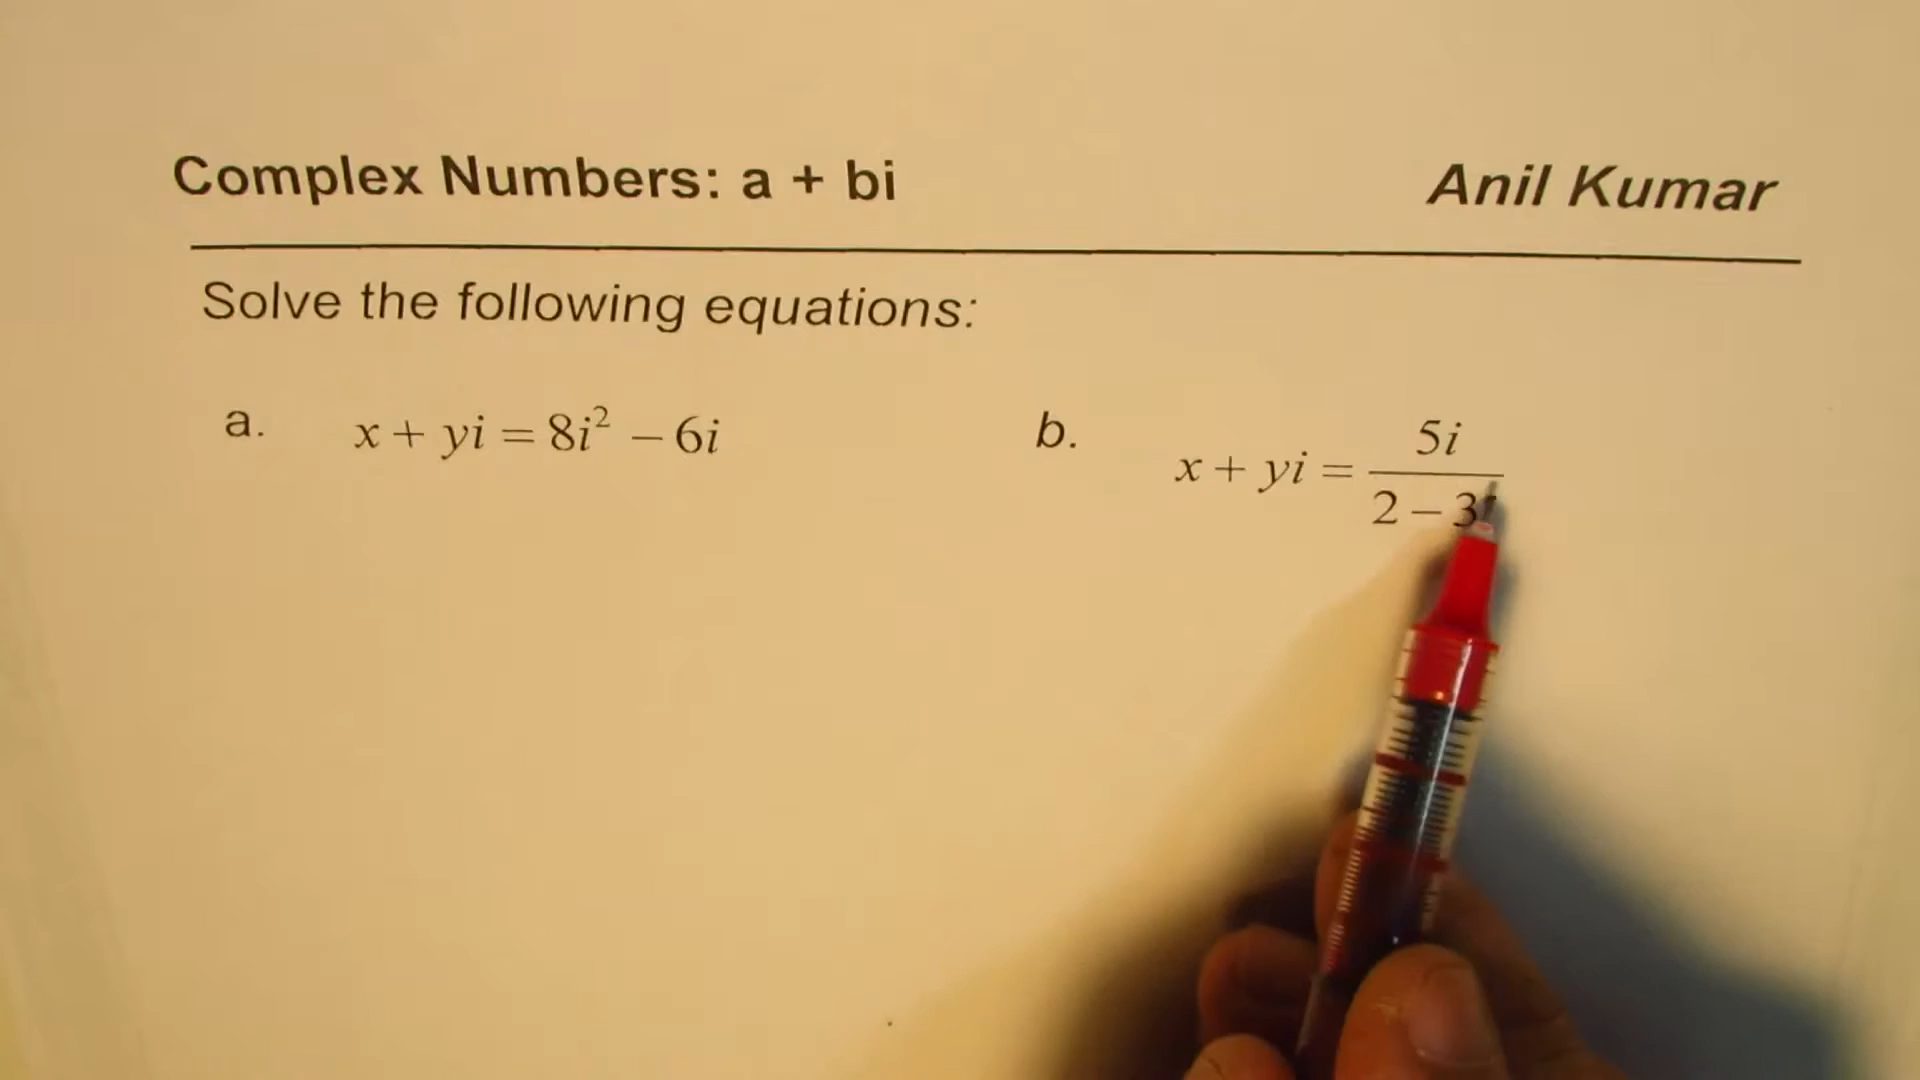 Complex Numbers: a + bi
Anil Kumar
Solve the following equations:
a. x + yi = 8i² − 6i
b. x + yi = 5i / 2 − 3